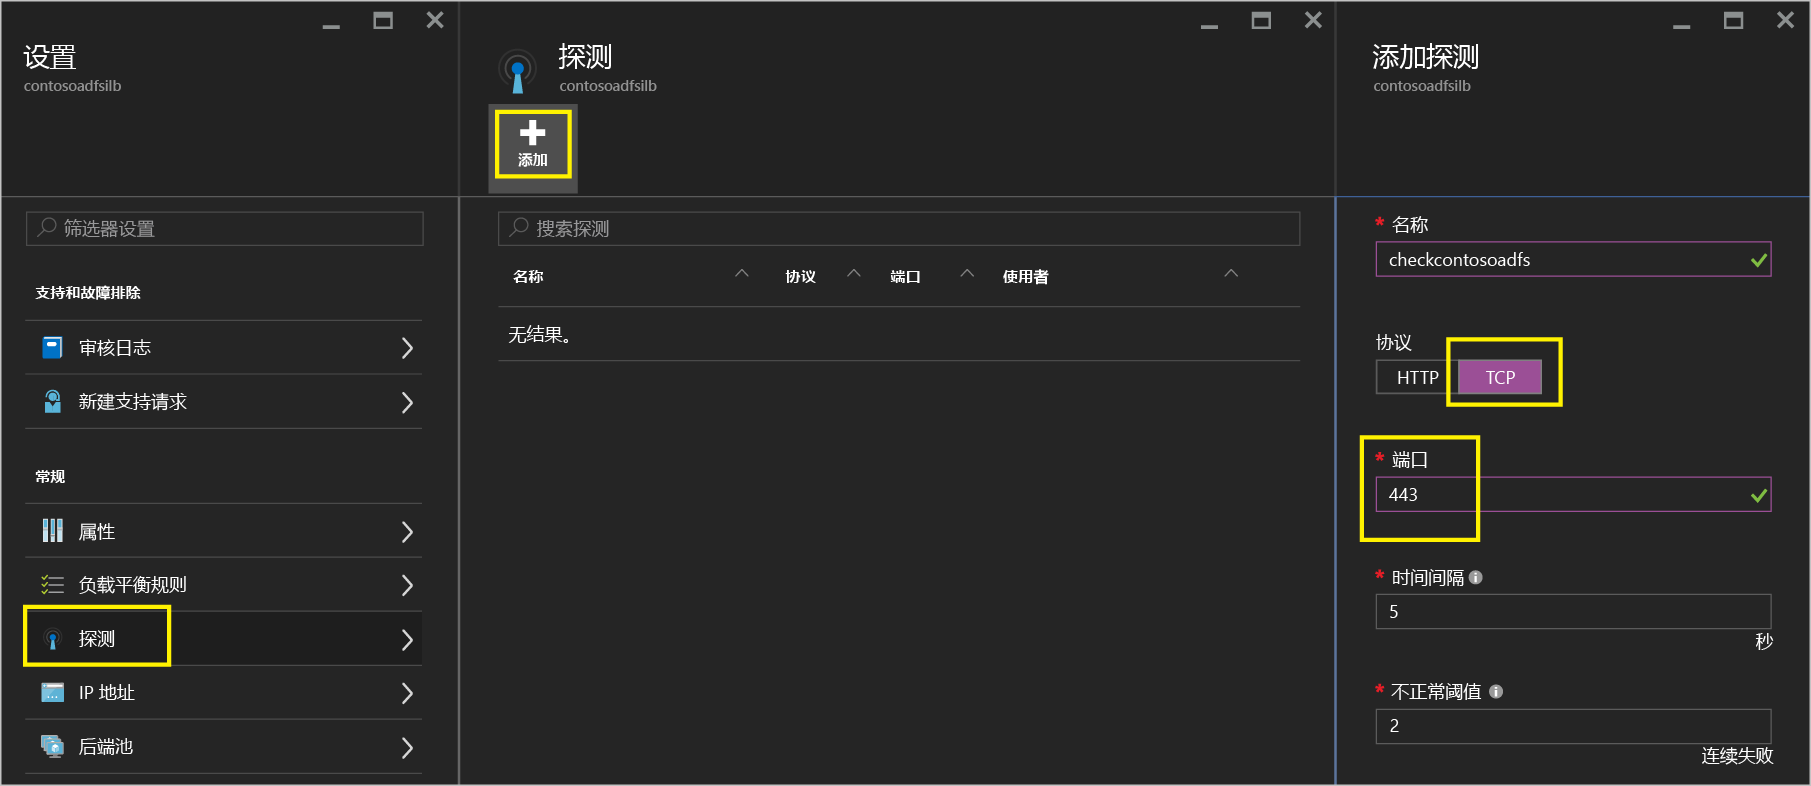 设置
contosoadfsilb
筛选器设置
支持和故障排除
审核日志
新建支持请求
常规
属性
负载平衡规则
探测
IP 地址
后端池
探测
contosoadfsilb
添加
搜索探测
名称 协议 端口 使用者
无结果。
添加探测
contosoadfsilb
* 名称
checkcontosoadfs
协议
HTTP TCP
* 端口
443
* 时间间隔
5
秒
* 不正常阈值
2
连续失败